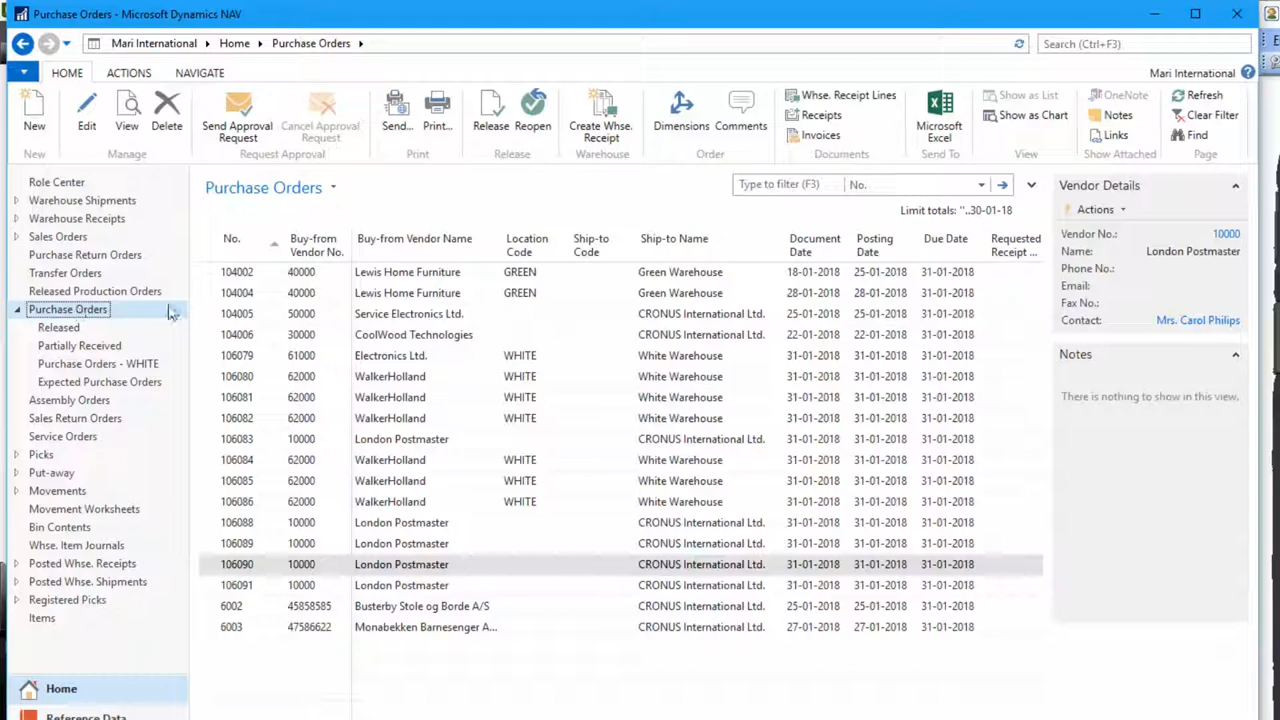 Purchase Orders - Microsoft Dynamics NAV
Mari International Home Purchase Orders
Search (Ctrl+F3)
HOME ACTIONS NAVIGATE
Mari International
New Edit View Delete Send Approval Request Cancel Approval Request Send... Print... Release Reopen Create Whse. Receipt Dimensions Comments Whse. Receipt Lines Receipts Invoices Microsoft Excel Show as List Show as Chart OneNote Notes Links Refresh Clear Filter Find
New Manage Request Approval Print Release Warehouse Order Documents Send To View Show Attached Page
Role Center
Warehouse Shipments
Warehouse Receipts
Sales Orders
Purchase Return Orders
Transfer Orders
Released Production Orders
Purchase Orders
Released
Partially Received
Purchase Orders - WHITE
Expected Purchase Orders
Assembly Orders
Sales Return Orders
Service Orders
Picks
Put-away
Movements
Movement Worksheets
Bin Contents
Whse. Item Journals
Posted Whse. Receipts
Posted Whse. Shipments
Registered Picks
Items
Home
Reference Data
Purchase Orders
Type to filter (F3) No.
Limit totals: ''..30-01-18
No. Buy-from Vendor No. Buy-from Vendor Name Location Code Ship-to Code Ship-to Name Document Date Posting Date Due Date Requested Receipt ...
104002 40000 Lewis Home Furniture GREEN Green Warehouse 18-01-2018 25-01-2018 31-01-2018
104004 40000 Lewis Home Furniture GREEN Green Warehouse 28-01-2018 28-01-2018 31-01-2018
104005 50000 Service Electronics Ltd. CRONUS International Ltd. 23-01-2018 23-01-2018 31-01-2018
104006 30000 CoolWood Technologies CRONUS International Ltd. 22-01-2018 22-01-2018 31-01-2018
106079 61000 Electronics Ltd. WHITE White Warehouse 31-01-2018 31-01-2018 31-01-2018
106080 62000 WalkerHolland WHITE White Warehouse 31-01-2018 31-01-2018 31-01-2018
106081 62000 WalkerHolland WHITE White Warehouse 31-01-2018 31-01-2018 31-01-2018
106082 62000 WalkerHolland WHITE White Warehouse 31-01-2018 31-01-2018 31-01-2018
106083 10000 London Postmaster CRONUS International Ltd. 31-01-2018 31-01-2018 31-01-2018
106084 62000 WalkerHolland WHITE White Warehouse 31-01-2018 31-01-2018 31-01-2018
106085 62000 WalkerHolland WHITE White Warehouse 31-01-2018 31-01-2018 31-01-2018
106086 62000 WalkerHolland WHITE White Warehouse 31-01-2018 31-01-2018 31-01-2018
106088 10000 London Postmaster CRONUS International Ltd. 31-01-2018 31-01-2018 31-01-2018
106089 10000 London Postmaster CRONUS International Ltd. 31-01-2018 31-01-2018 31-01-2018
106090 10000 London Postmaster CRONUS International Ltd. 31-01-2018 31-01-2018 31-01-2018
106091 10000 London Postmaster CRONUS International Ltd. 31-01-2018 31-01-2018 31-01-2018
6002 45858585 Busterby Stole og Borde A/S CRONUS International Ltd. 25-01-2018 25-01-2018 31-01-2018
6003 47586622 Monabekken Barnesenger A... CRONUS International Ltd. 27-01-2018 27-01-2018 31-01-2018
Vendor Details
Actions
Vendor No.: 10000
Name: London Postmaster
Phone No.:
Email:
Fax No.:
Contact: Mrs. Carol Philips
Notes
There is nothing to show in this view.